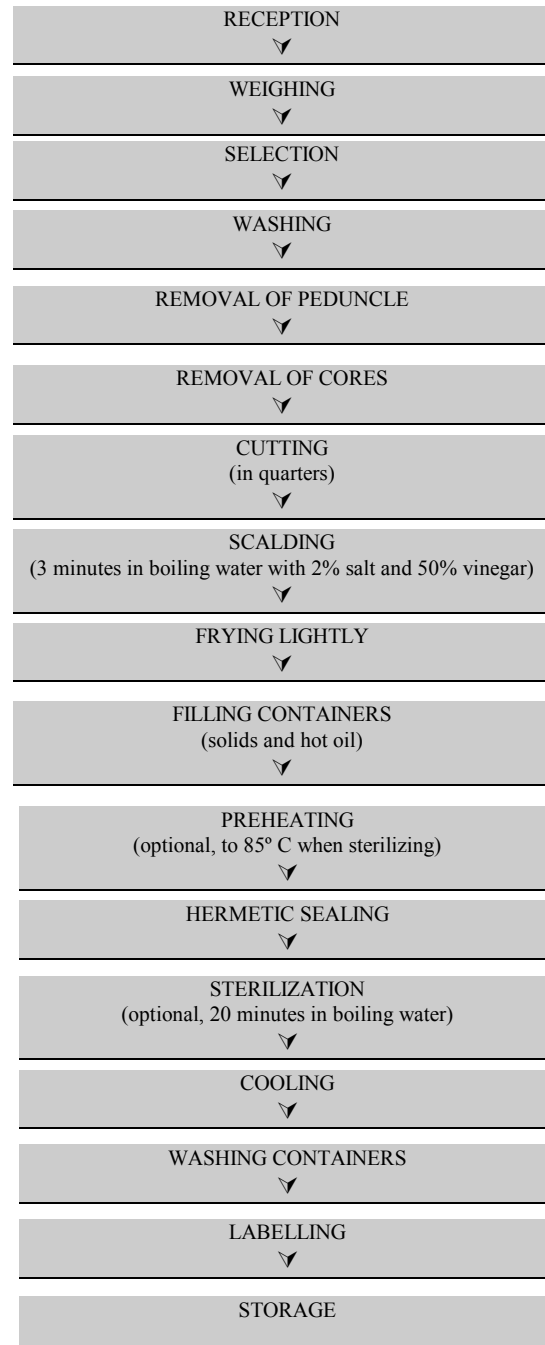 RECEPTION
WEIGHING
SELECTION
WASHING
REMOVAL OF PEDUNCLE
REMOVAL OF CORES
CUTTING
(in quarters)
SCALDING
(3 minutes in boiling water with 2% salt and 50% vinegar)
FRYING LIGHTLY
FILLING CONTAINERS
(solids and hot oil)
PREHEATING
(optional, to 85º C when sterilizing)
HERMETIC SEALING
STERILIZATION
(optional, 20 minutes in boiling water)
COOLING
WASHING CONTAINERS
LABELLING
STORAGE